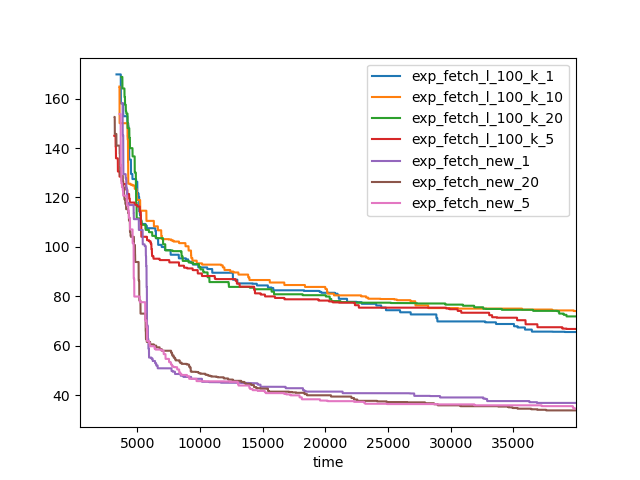 exp_fetch_l_100_k_1
exp_fetch_l_100_k_10
exp_fetch_l_100_k_20
exp_fetch_l_100_k_5
exp_fetch_new_1
exp_fetch_new_20
exp_fetch_new_5
160
140
120
100
80
60
40
5000 10000 15000 20000 25000 30000 35000
time